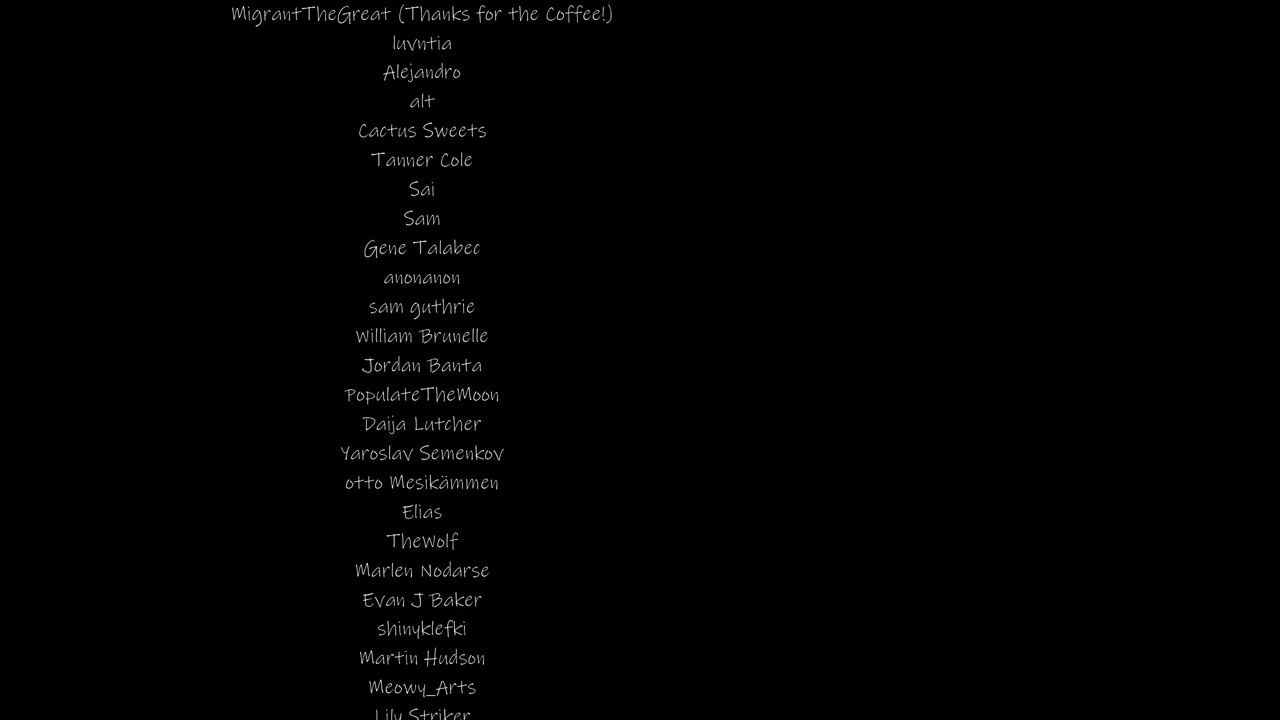 MigrantTheGreat (Thanks for the Coffee!)
luvntia
Alejandro
alt
Cactus Sweets
Tanner Cole
Sai
Sam
Gene Talabec
anonanon
sam guthrie
William Brunelle
Jordan Banta
PopulateTheMoon
Daija Lutcher
Yaroslav Semenkov
otto Mesikämmen
Elias
TheWolf
Marlen Nodarse
Evan J Baker
shinyklefki
Martin Hudson
Meowy_Arts
Lily Striker